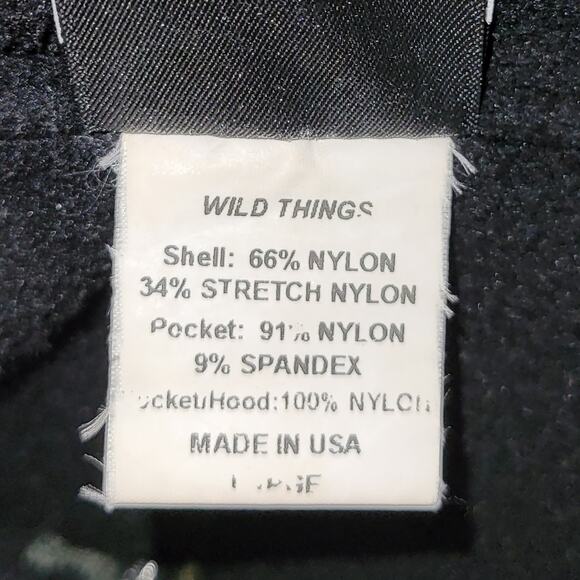 WILD THINGS
Shell: 66% NYLON
34% STRETCH NYLON
Pocket: 91% NYLON
9% SPANDEX
Pocket/Hood:100% NYLON
MADE IN USA